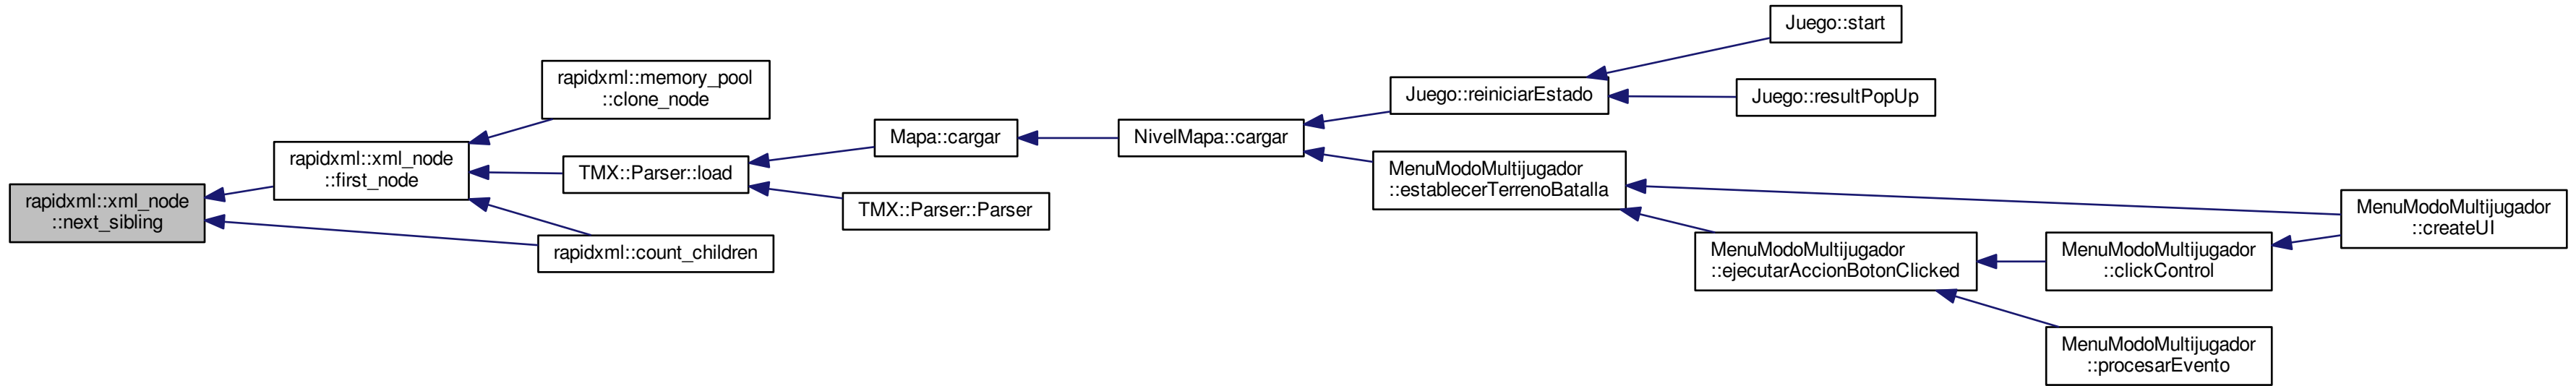 rapidxml::xml_node
::next_sibling
rapidxml::xml_node
::first_node
rapidxml::memory_pool
::clone_node
TMX::Parser::load
rapidxml::count_children
Mapa::cargar
TMX::Parser::Parser
NivelMapa::cargar
Juego::reiniciarEstado
Juego::start
Juego::resultPopUp
MenuModoMultijugador
::establecerTerrenoBatalla
MenuModoMultijugador
::ejecutarAccionBotonClicked
MenuModoMultijugador
::clickControl
MenuModoMultijugador
::createUI
MenuModoMultijugador
::procesarEvento